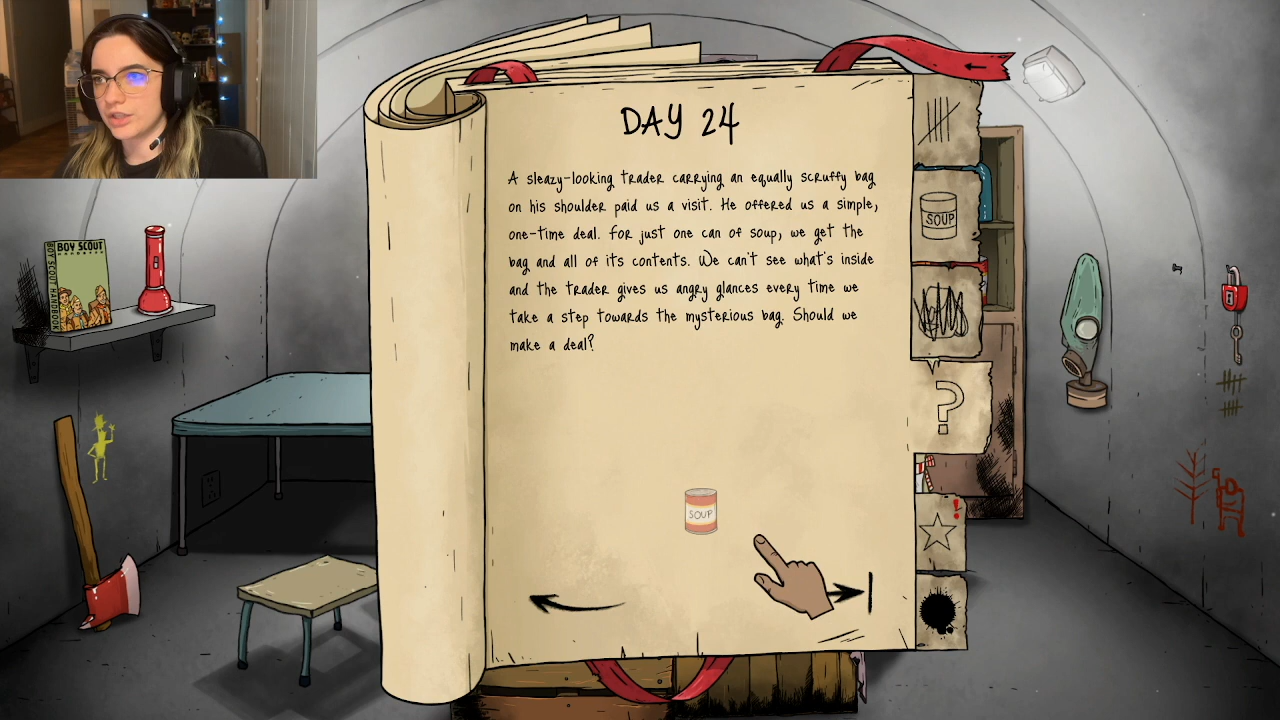 DAY 24
A sleazy-looking trader carrying an equally scruffy bag
on his shoulder paid us a visit. He offered us a simple,
one-time deal. For just one can of soup, we get the
bag and all of its contents. We can't see what's inside
and the trader gives us angry glances every time we
take a step towards the mysterious bag. Should we
make a deal?
SOUP
SOUP
?
!
BOY SCOUT
BOY SCOUT HANDBOOK